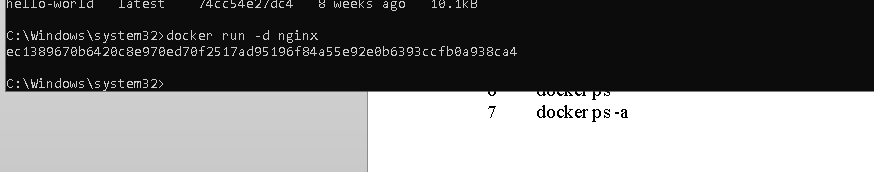 hello-world latest 74cc54e27dc4 8 weeks ago 10.1kB
C:\Windows\system32>docker run -d nginx
ec1389670b6420c8e970ed70f2517ad95196f84a55e92e0b6393ccfb0a938ca4
C:\Windows\system32>
6 docker ps
7 docker ps -a